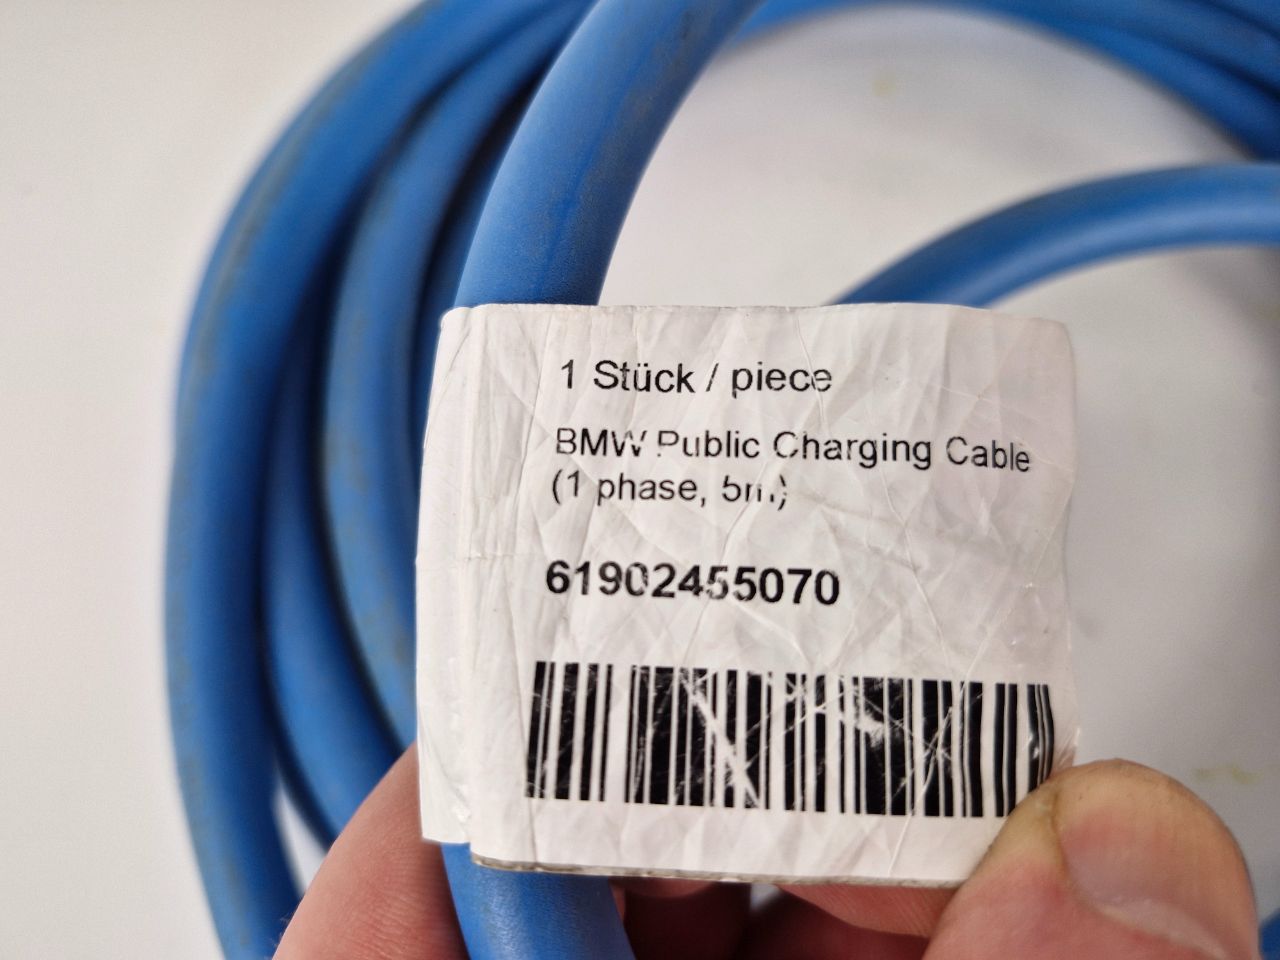 1 Stück / piece
BMW Public Charging Cable
(1 phase, 5m)
61902455070